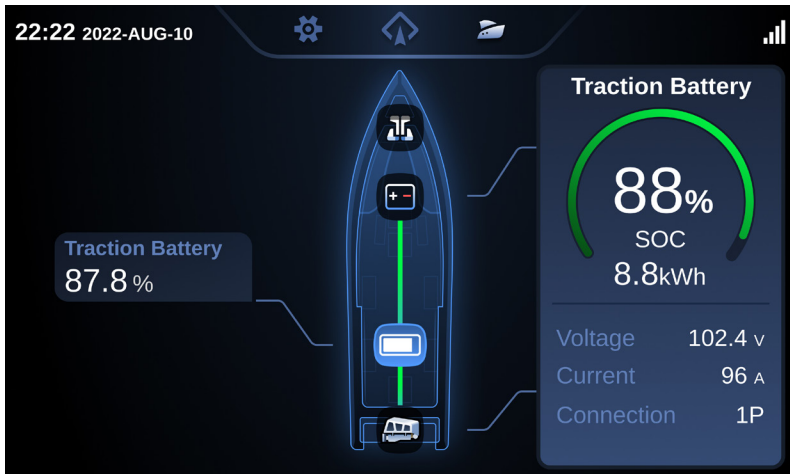 22:22 2022-AUG-10
Traction Battery
88%
SOC
8.8kWh
Voltage 102.4 V
Current 96 A
Connection 1P
Traction Battery
87.8 %